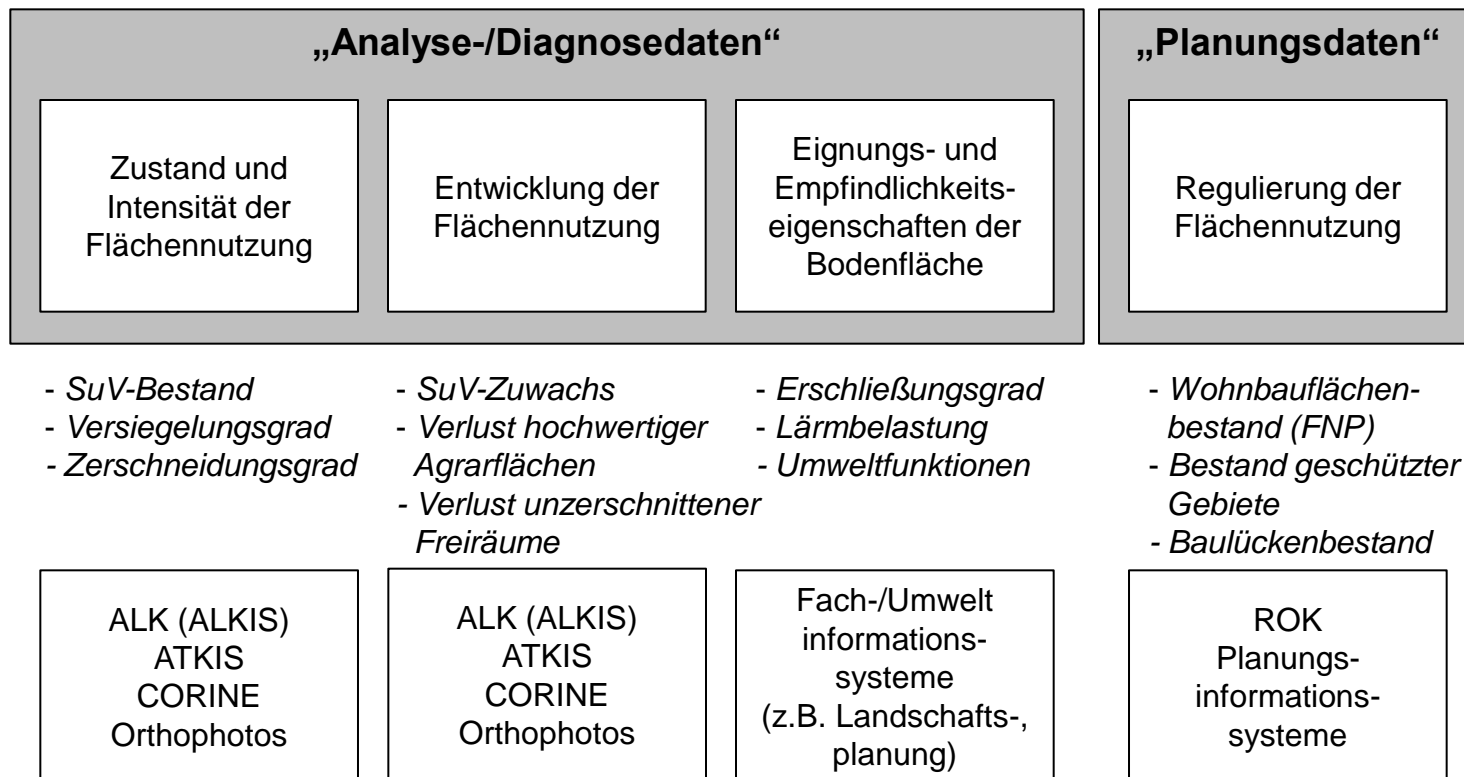 „Analyse-/Diagnosedaten“
„Planungsdaten“
Zustand und
Intensität der
Flächennutzung
Entwicklung der
Flächennutzung
Eignungs- und
Empfindlichkeits-
eigenschaften der
Bodenfläche
Regulierung der
Flächennutzung
- SuV-Bestand
- Versiegelungsgrad
- Zerschneidungsgrad
- SuV-Zuwachs
- Verlust hochwertiger
Agrarflächen
- Verlust unzerschnittener
Freiräume
- Erschließungsgrad
- Lärmbelastung
- Umweltfunktionen
- Wohnbauflächen-
bestand (FNP)
- Bestand geschützter
Gebiete
- Baulückenbestand
ALK (ALKIS)
ATKIS
CORINE
Orthophotos
ALK (ALKIS)
ATKIS
CORINE
Orthophotos
Fach-/Umwelt
informations-
systeme
(z.B. Landschafts-,
planung)
ROK
Planungs-
informations-
systeme